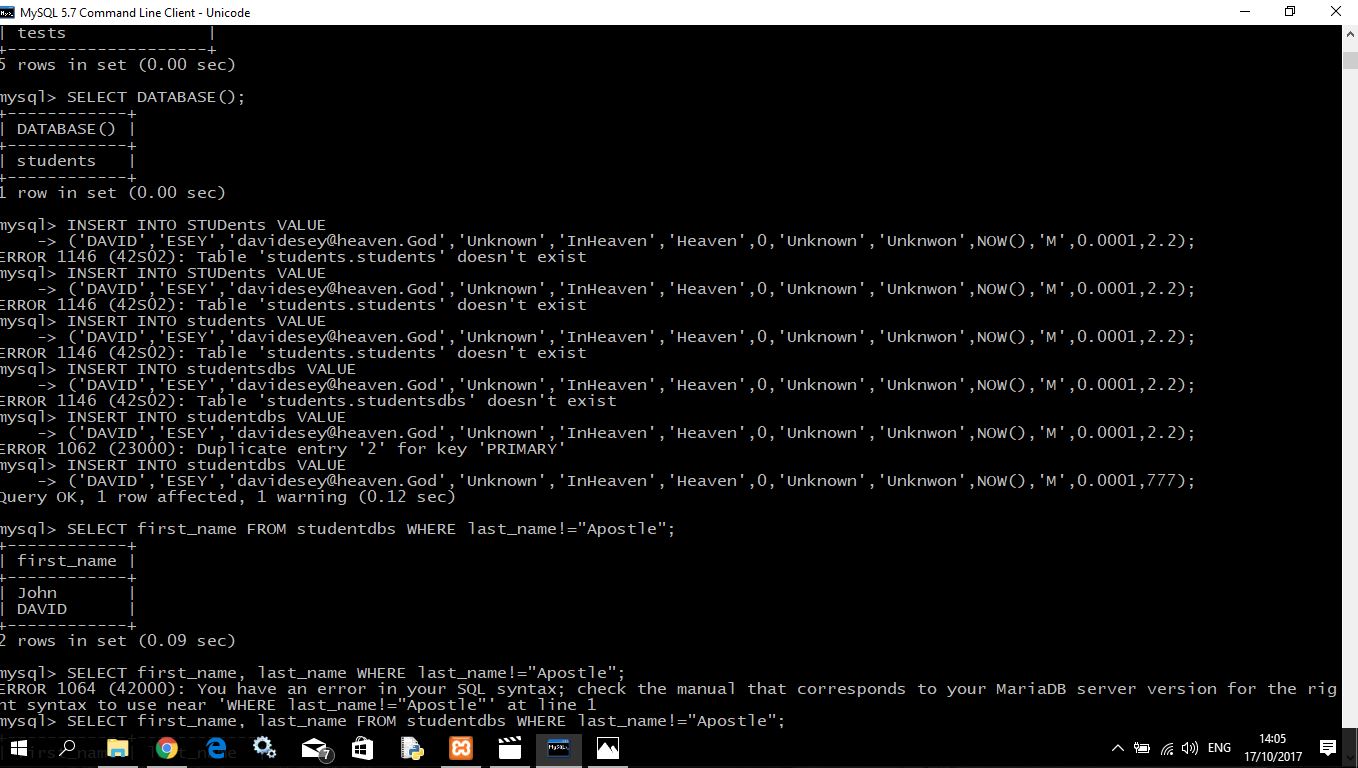 MySQL 5.7 Command Line Client - Unicode
| tests |
+--------------------+
5 rows in set (0.00 sec)
mysql> SELECT DATABASE();
+------------+
| DATABASE() |
+------------+
| students |
+------------+
1 row in set (0.00 sec)
mysql> INSERT INTO STUDents VALUE
-> ('DAVID','ESEY','davidesey@heaven.God','Unknown','InHeaven','Heaven',0,'Unknown','Unknwon',NOW(),'M',0.0001,2.2);
ERROR 1146 (42S02): Table 'students.students' doesn't exist
mysql> INSERT INTO STUDents VALUE
-> ('DAVID','ESEY','davidesey@heaven.God','Unknown','InHeaven','Heaven',0,'Unknown','Unknwon',NOW(),'M',0.0001,2.2);
ERROR 1146 (42S02): Table 'students.students' doesn't exist
mysql> INSERT INTO students VALUE
-> ('DAVID','ESEY','davidesey@heaven.God','Unknown','InHeaven','Heaven',0,'Unknown','Unknwon',NOW(),'M',0.0001,2.2);
ERROR 1146 (42S02): Table 'students.students' doesn't exist
mysql> INSERT INTO studentsdbs VALUE
-> ('DAVID','ESEY','davidesey@heaven.God','Unknown','InHeaven','Heaven',0,'Unknown','Unknwon',NOW(),'M',0.0001,2.2);
ERROR 1146 (42S02): Table 'students.studentsdbs' doesn't exist
mysql> INSERT INTO studentdbs VALUE
-> ('DAVID','ESEY','davidesey@heaven.God','Unknown','InHeaven','Heaven',0,'Unknown','Unknwon',NOW(),'M',0.0001,2.2);
ERROR 1062 (23000): Duplicate entry '2' for key 'PRIMARY'
mysql> INSERT INTO studentdbs VALUE
-> ('DAVID','ESEY','davidesey@heaven.God','Unknown','InHeaven','Heaven',0,'Unknown','Unknwon',NOW(),'M',0.0001,777);
Query OK, 1 row affected, 1 warning (0.12 sec)
mysql> SELECT first_name FROM studentdbs WHERE last_name!="Apostle";
+------------+
| first_name |
+------------+
| John |
| DAVID |
+------------+
2 rows in set (0.09 sec)
mysql> SELECT first_name, last_name WHERE last_name!="Apostle";
ERROR 1064 (42000): You have an error in your SQL syntax; check the manual that corresponds to your MariaDB server version for the rig
ht syntax to use near 'WHERE last_name!="Apostle"' at line 1
mysql> SELECT first_name, last_name FROM studentdbs WHERE last_name!="Apostle";
| first_name | last_name
7
MySQL
ENG
14:05
17/10/2017